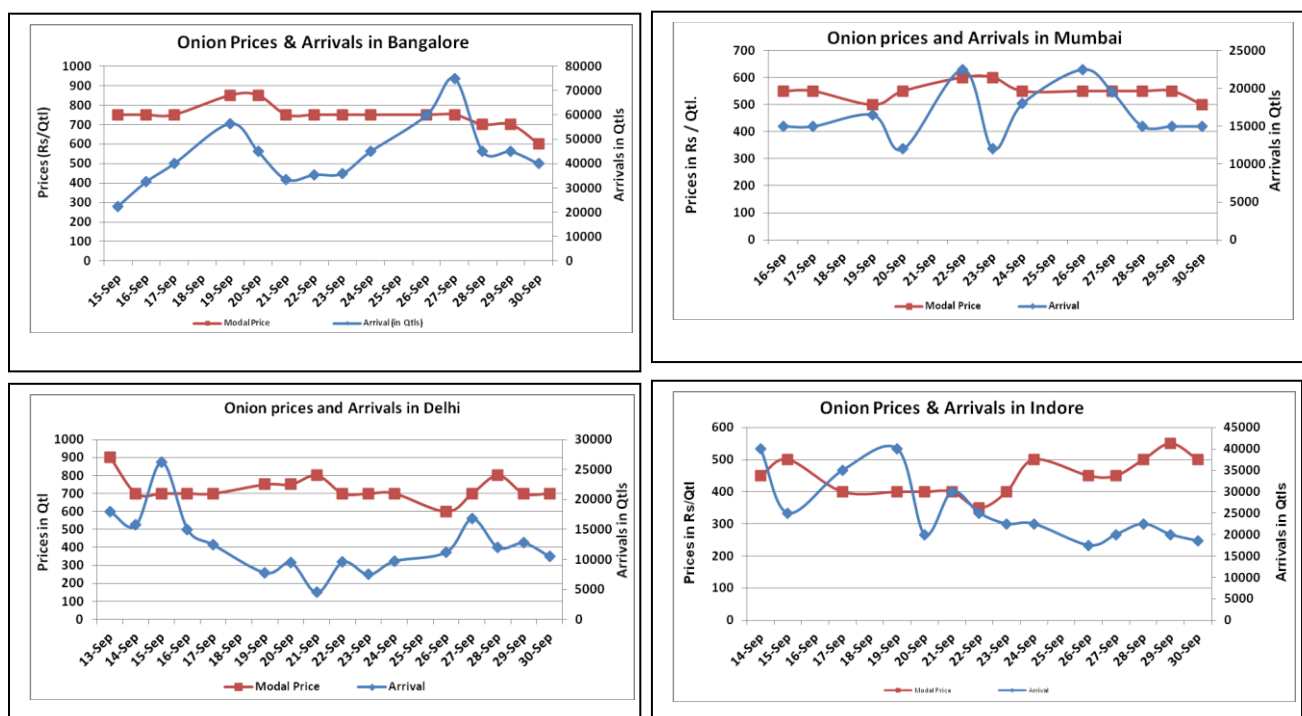 Onion Prices & Arrivals in Bangalore
Prices (Rs/Qtl)
1000
900
800
700
600
500
400
300
200
100
0
80000
70000
60000
50000
40000
30000
20000
10000
0
Arrivals in Qtls
15-Sep
16-Sep
17-Sep
18-Sep
19-Sep
20-Sep
21-Sep
22-Sep
23-Sep
24-Sep
25-Sep
26-Sep
27-Sep
28-Sep
29-Sep
30-Sep
Modal Price
Arrival (in Qtls)
Onion prices and Arrivals in Mumbai
Prices in Rs / Qtl.
700
600
500
400
300
200
100
0
25000
20000
15000
10000
5000
0
Arrivals in Qtls
16-Sep
17-Sep
18-Sep
19-Sep
20-Sep
21-Sep
22-Sep
23-Sep
24-Sep
25-Sep
26-Sep
27-Sep
28-Sep
29-Sep
30-Sep
Modal Price
Arrival
Onion prices and Arrivals in Delhi
Prices in Qtl
1000
900
800
700
600
500
400
300
200
100
0
30000
25000
20000
15000
10000
5000
0
Arrivals in Qtls
13-Sep
14-Sep
15-Sep
16-Sep
17-Sep
18-Sep
19-Sep
20-Sep
21-Sep
22-Sep
23-Sep
24-Sep
25-Sep
26-Sep
27-Sep
28-Sep
29-Sep
30-Sep
Modal Price
Arrival
Onion Prices & Arrivals in Indore
Prices in Rs/Qtl
600
500
400
300
200
100
0
45000
40000
35000
30000
25000
20000
15000
10000
5000
0
Arrivals in Qtls
14-Sep
15-Sep
16-Sep
17-Sep
18-Sep
19-Sep
20-Sep
21-Sep
22-Sep
23-Sep
24-Sep
25-Sep
26-Sep
27-Sep
28-Sep
29-Sep
30-Sep
Modal Price
Arrival